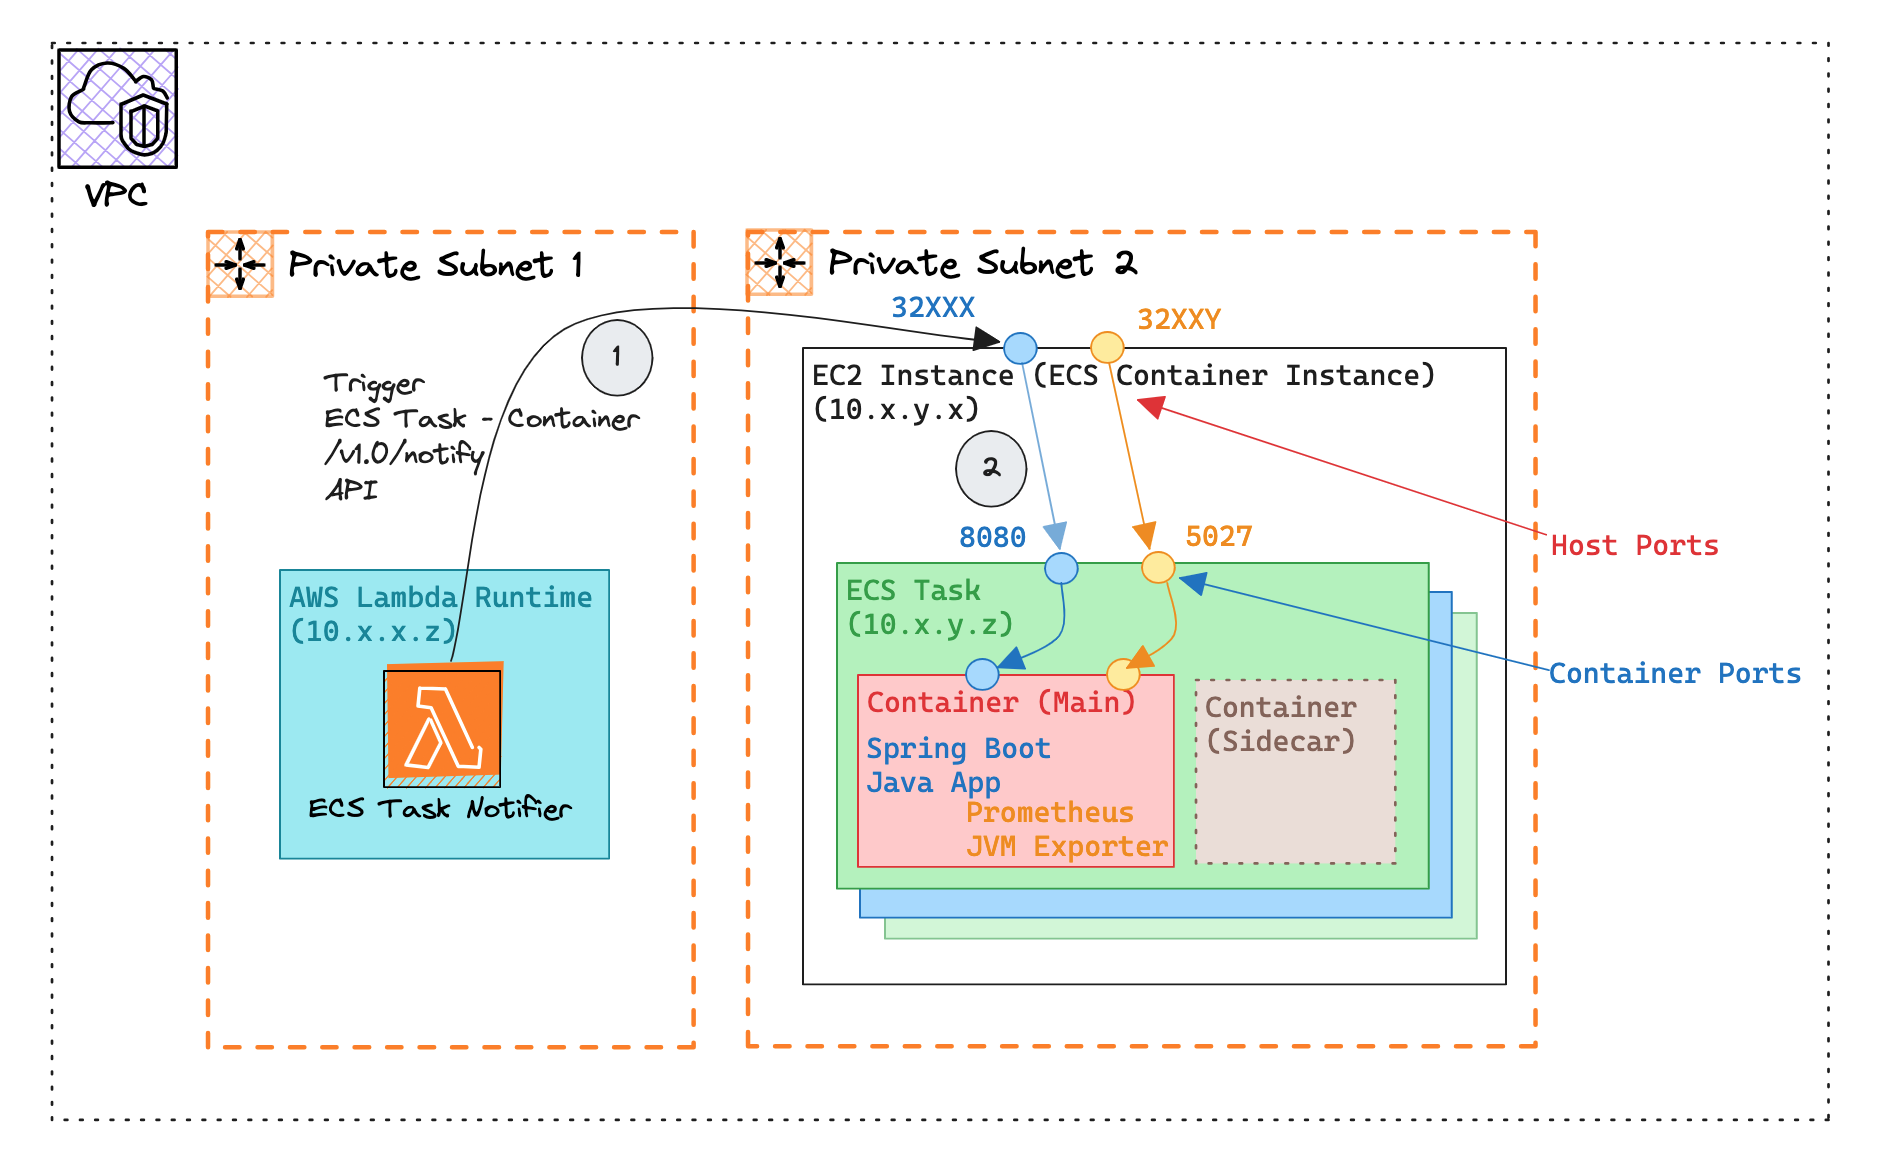 VPC
Private Subnet 1
Private Subnet 2
32XXX
32XXY
1
Trigger
ECS Task - Container
/v1.0/notify
API
EC2 Instance (ECS Container Instance)
(10.x.y.x)
2
8080
5027
Host Ports
AWS Lambda Runtime
(10.x.x.z)
ECS Task Notifier
ECS Task
(10.x.y.z)
Container Ports
Container (Main)
Spring Boot
Java App
Prometheus
JVM Exporter
Container
(Sidecar)